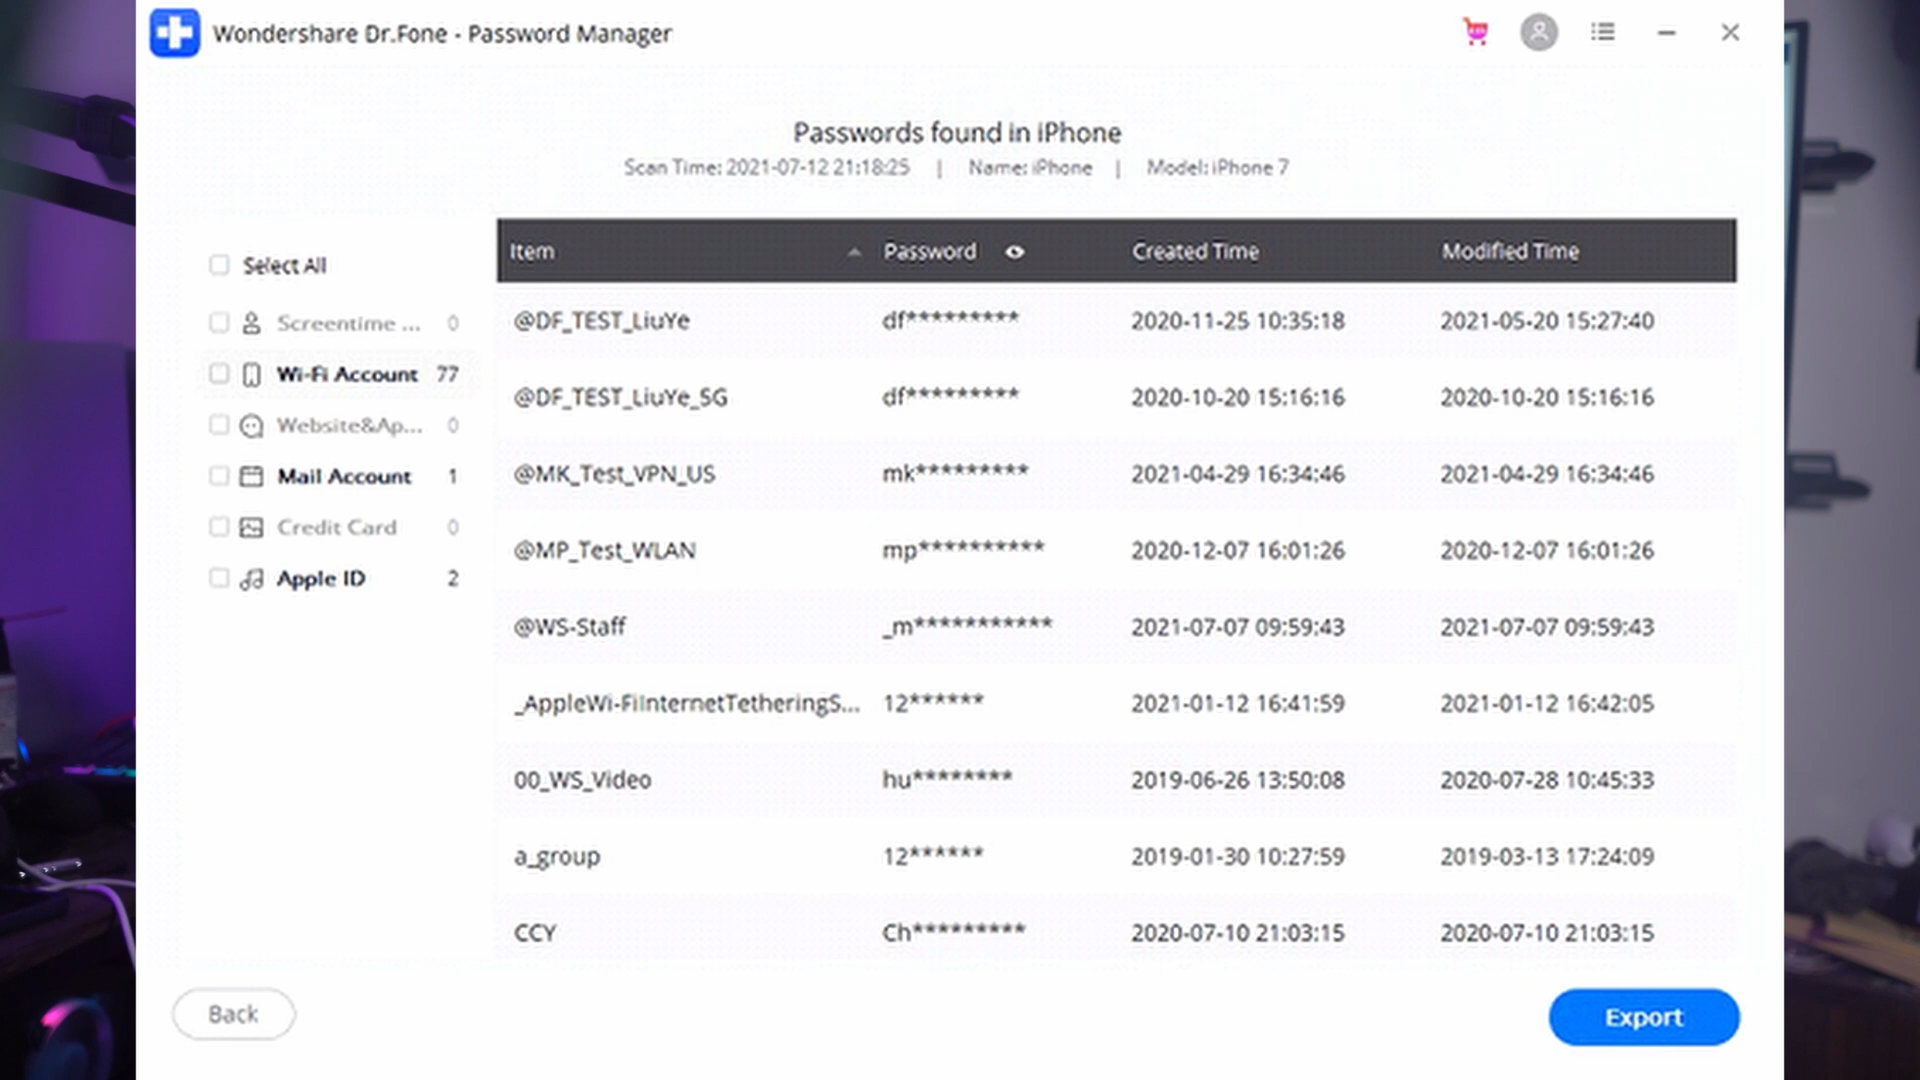 Wondershare Dr.Fone - Password Manager
Passwords found in iPhone
Scan Time: 2021-07-12 21:18:25 | Name: iPhone | Model: iPhone 7
Select All
Screentime ... 0
Wi-Fi Account 77
Website&Ap... 0
Mail Account 1
Credit Card 0
Apple ID 2
Item Password Created Time Modified Time
@DF_TEST_LiuYe df********* 2020-11-25 10:35:18 2021-05-20 15:27:40
@DF_TEST_LiuYe_5G df********* 2020-10-20 15:16:16 2020-10-20 15:16:16
@MK_Test_VPN_US mk********* 2021-04-29 16:34:46 2021-04-29 16:34:46
@MP_Test_WLAN mp********** 2020-12-07 16:01:26 2020-12-07 16:01:26
@WS-Staff _m*********** 2021-07-07 09:59:43 2021-07-07 09:59:43
_AppleWi-FiInternetTetheringS... 12****** 2021-01-12 16:41:59 2021-01-12 16:42:05
00_WS_Video hu******** 2019-06-26 13:50:08 2020-07-28 10:45:33
a_group 12****** 2019-01-30 10:27:59 2019-03-13 17:24:09
CCY Ch********* 2020-07-10 21:03:15 2020-07-10 21:03:15
Back
Export